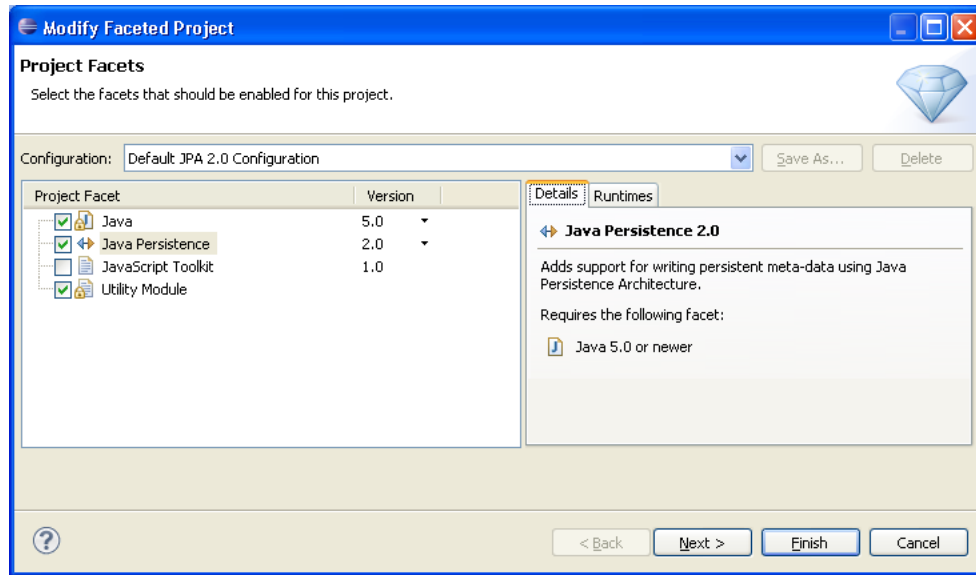 Modify Faceted Project
Project Facets
Select the facets that should be enabled for this project.
Configuration: Default JPA 2.0 Configuration Save As... Delete
Project Facet Version
Java 5.0
Java Persistence 2.0
JavaScript Toolkit 1.0
Utility Module
Details Runtimes
Java Persistence 2.0
Adds support for writing persistent meta-data using Java
Persistence Architecture.
Requires the following facet:
Java 5.0 or newer
< Back Next > Finish Cancel